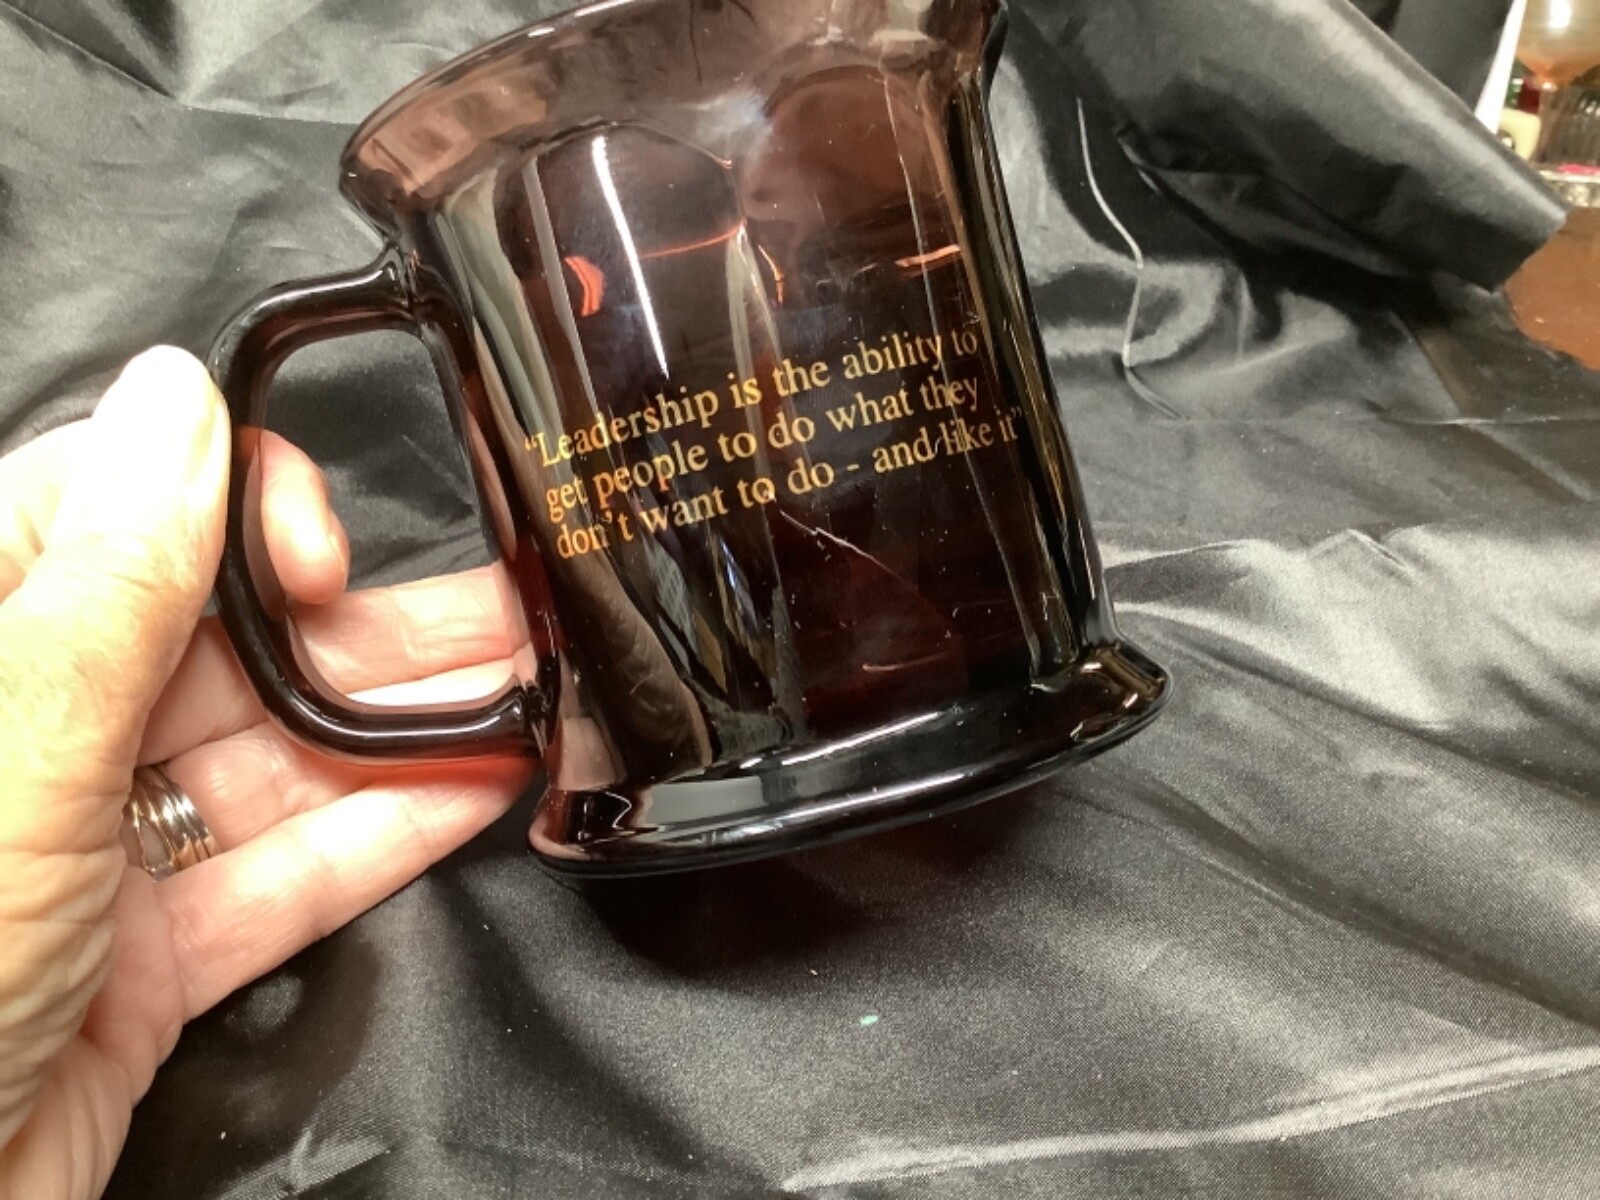 “Leadership is the ability to
get people to do what they
don't want to do - and like it”